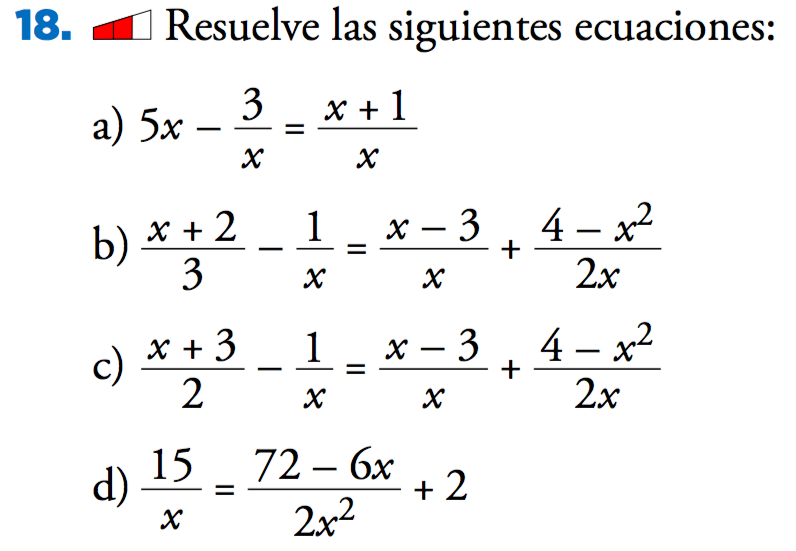 18. Resuelve las siguientes ecuaciones:
a) 5x − 3/x = (x + 1)/x
b) (x + 2)/3 − 1/x = (x − 3)/x + (4 − x²)/2x
c) (x + 3)/2 − 1/x = (x − 3)/x + (4 − x²)/2x
d) 15/x = (72 − 6x)/2x² + 2